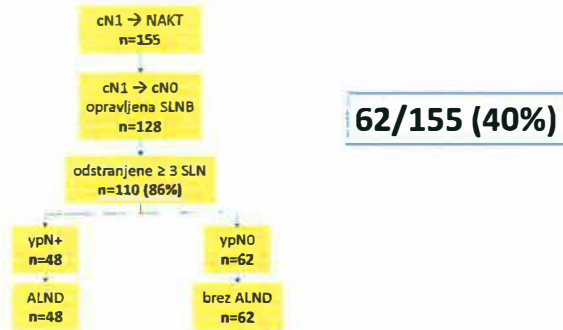 cN1 → NAKT
n=155
cN1 → cN0
opravljena SLNB
n=128
62/155 (40%)
odstranjene ≥ 3 SLN
n=110 (86%)
ypN+
n=48
ypN0
n=62
ALND
n=48
brez ALND
n=62